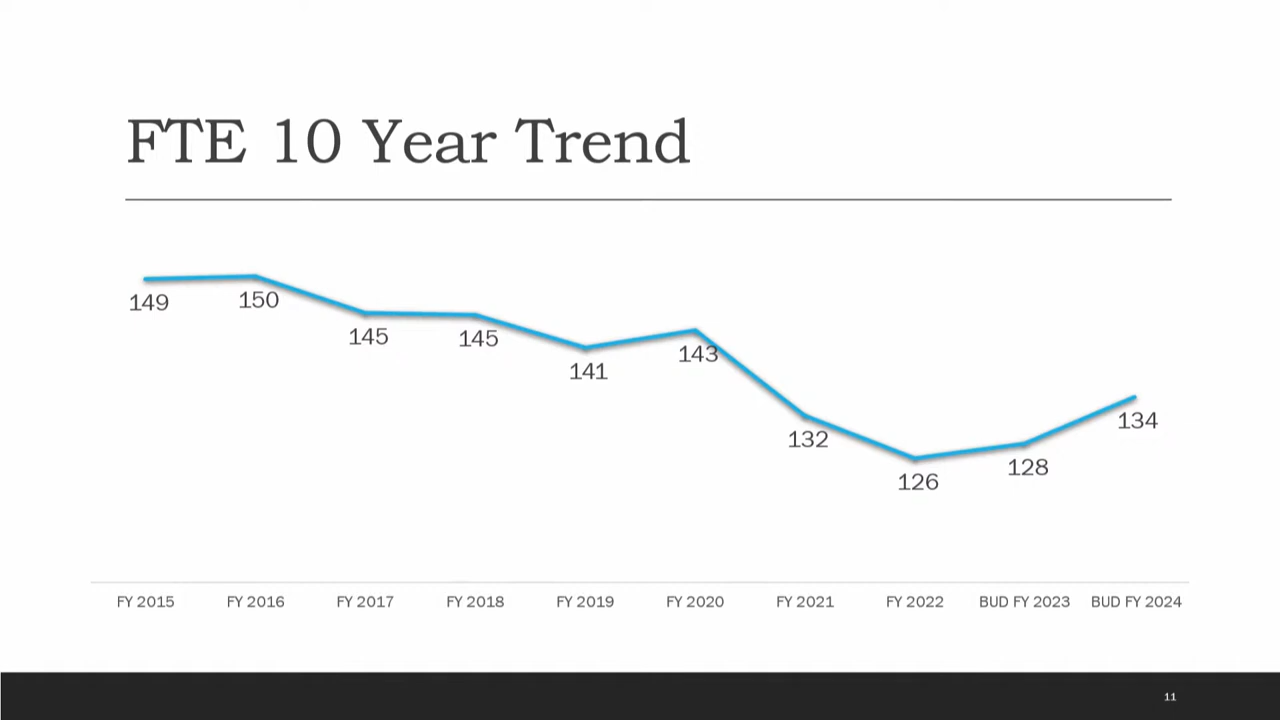 FTE 10 Year Trend
149
150
145
145
141
143
132
126
128
134
FY 2015
FY 2016
FY 2017
FY 2018
FY 2019
FY 2020
FY 2021
FY 2022
BUD FY 2023
BUD FY 2024
11